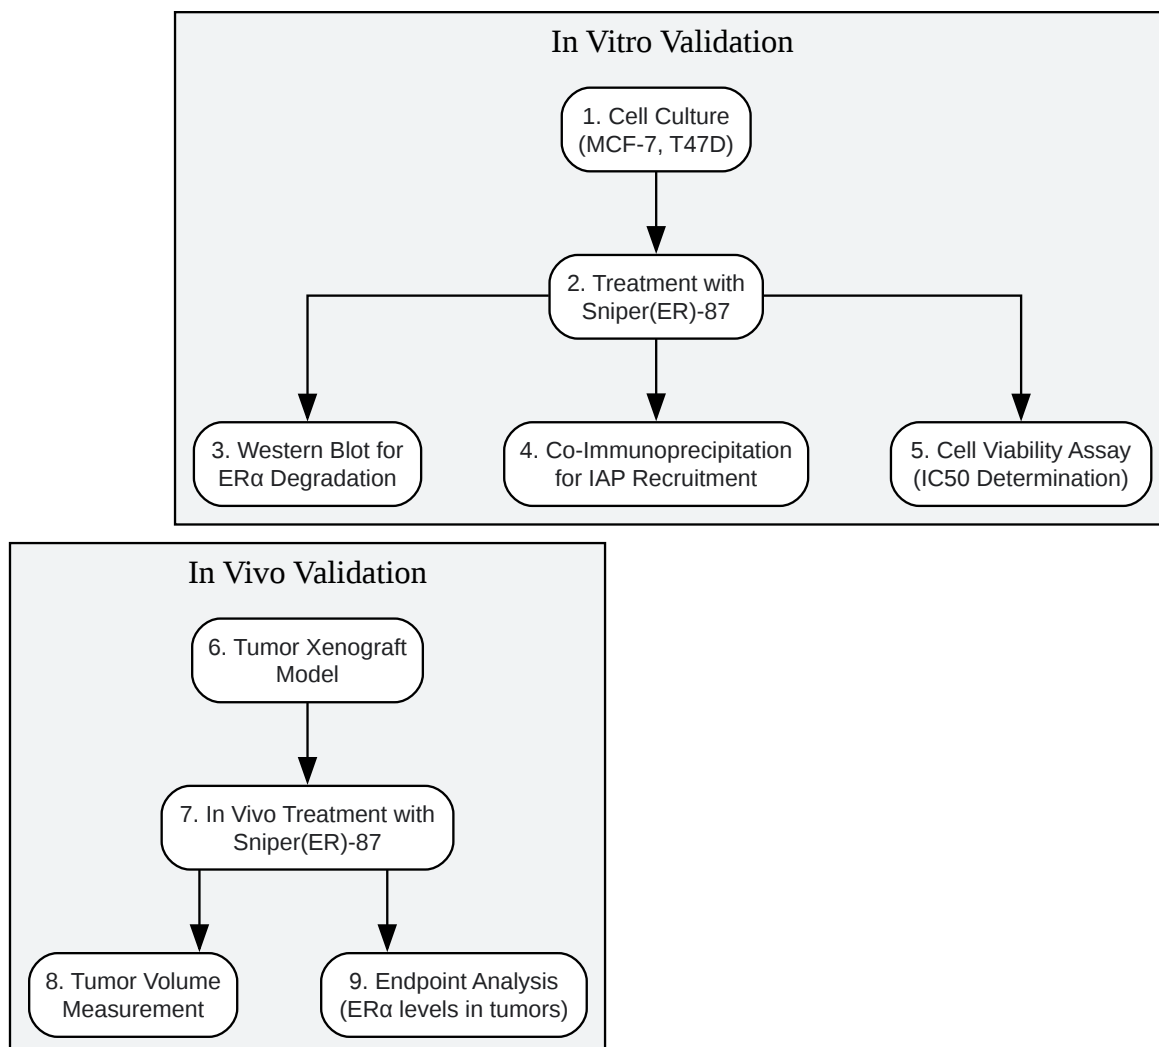 In Vitro Validation
1. Cell Culture
(MCF-7, T47D)
2. Treatment with
Sniper(ER)-87
3. Western Blot for
ERα Degradation
4. Co-Immunoprecipitation
for IAP Recruitment
5. Cell Viability Assay
(IC50 Determination)
In Vivo Validation
6. Tumor Xenograft
Model
7. In Vivo Treatment with
Sniper(ER)-87
8. Tumor Volume
Measurement
9. Endpoint Analysis
(ERα levels in tumors)